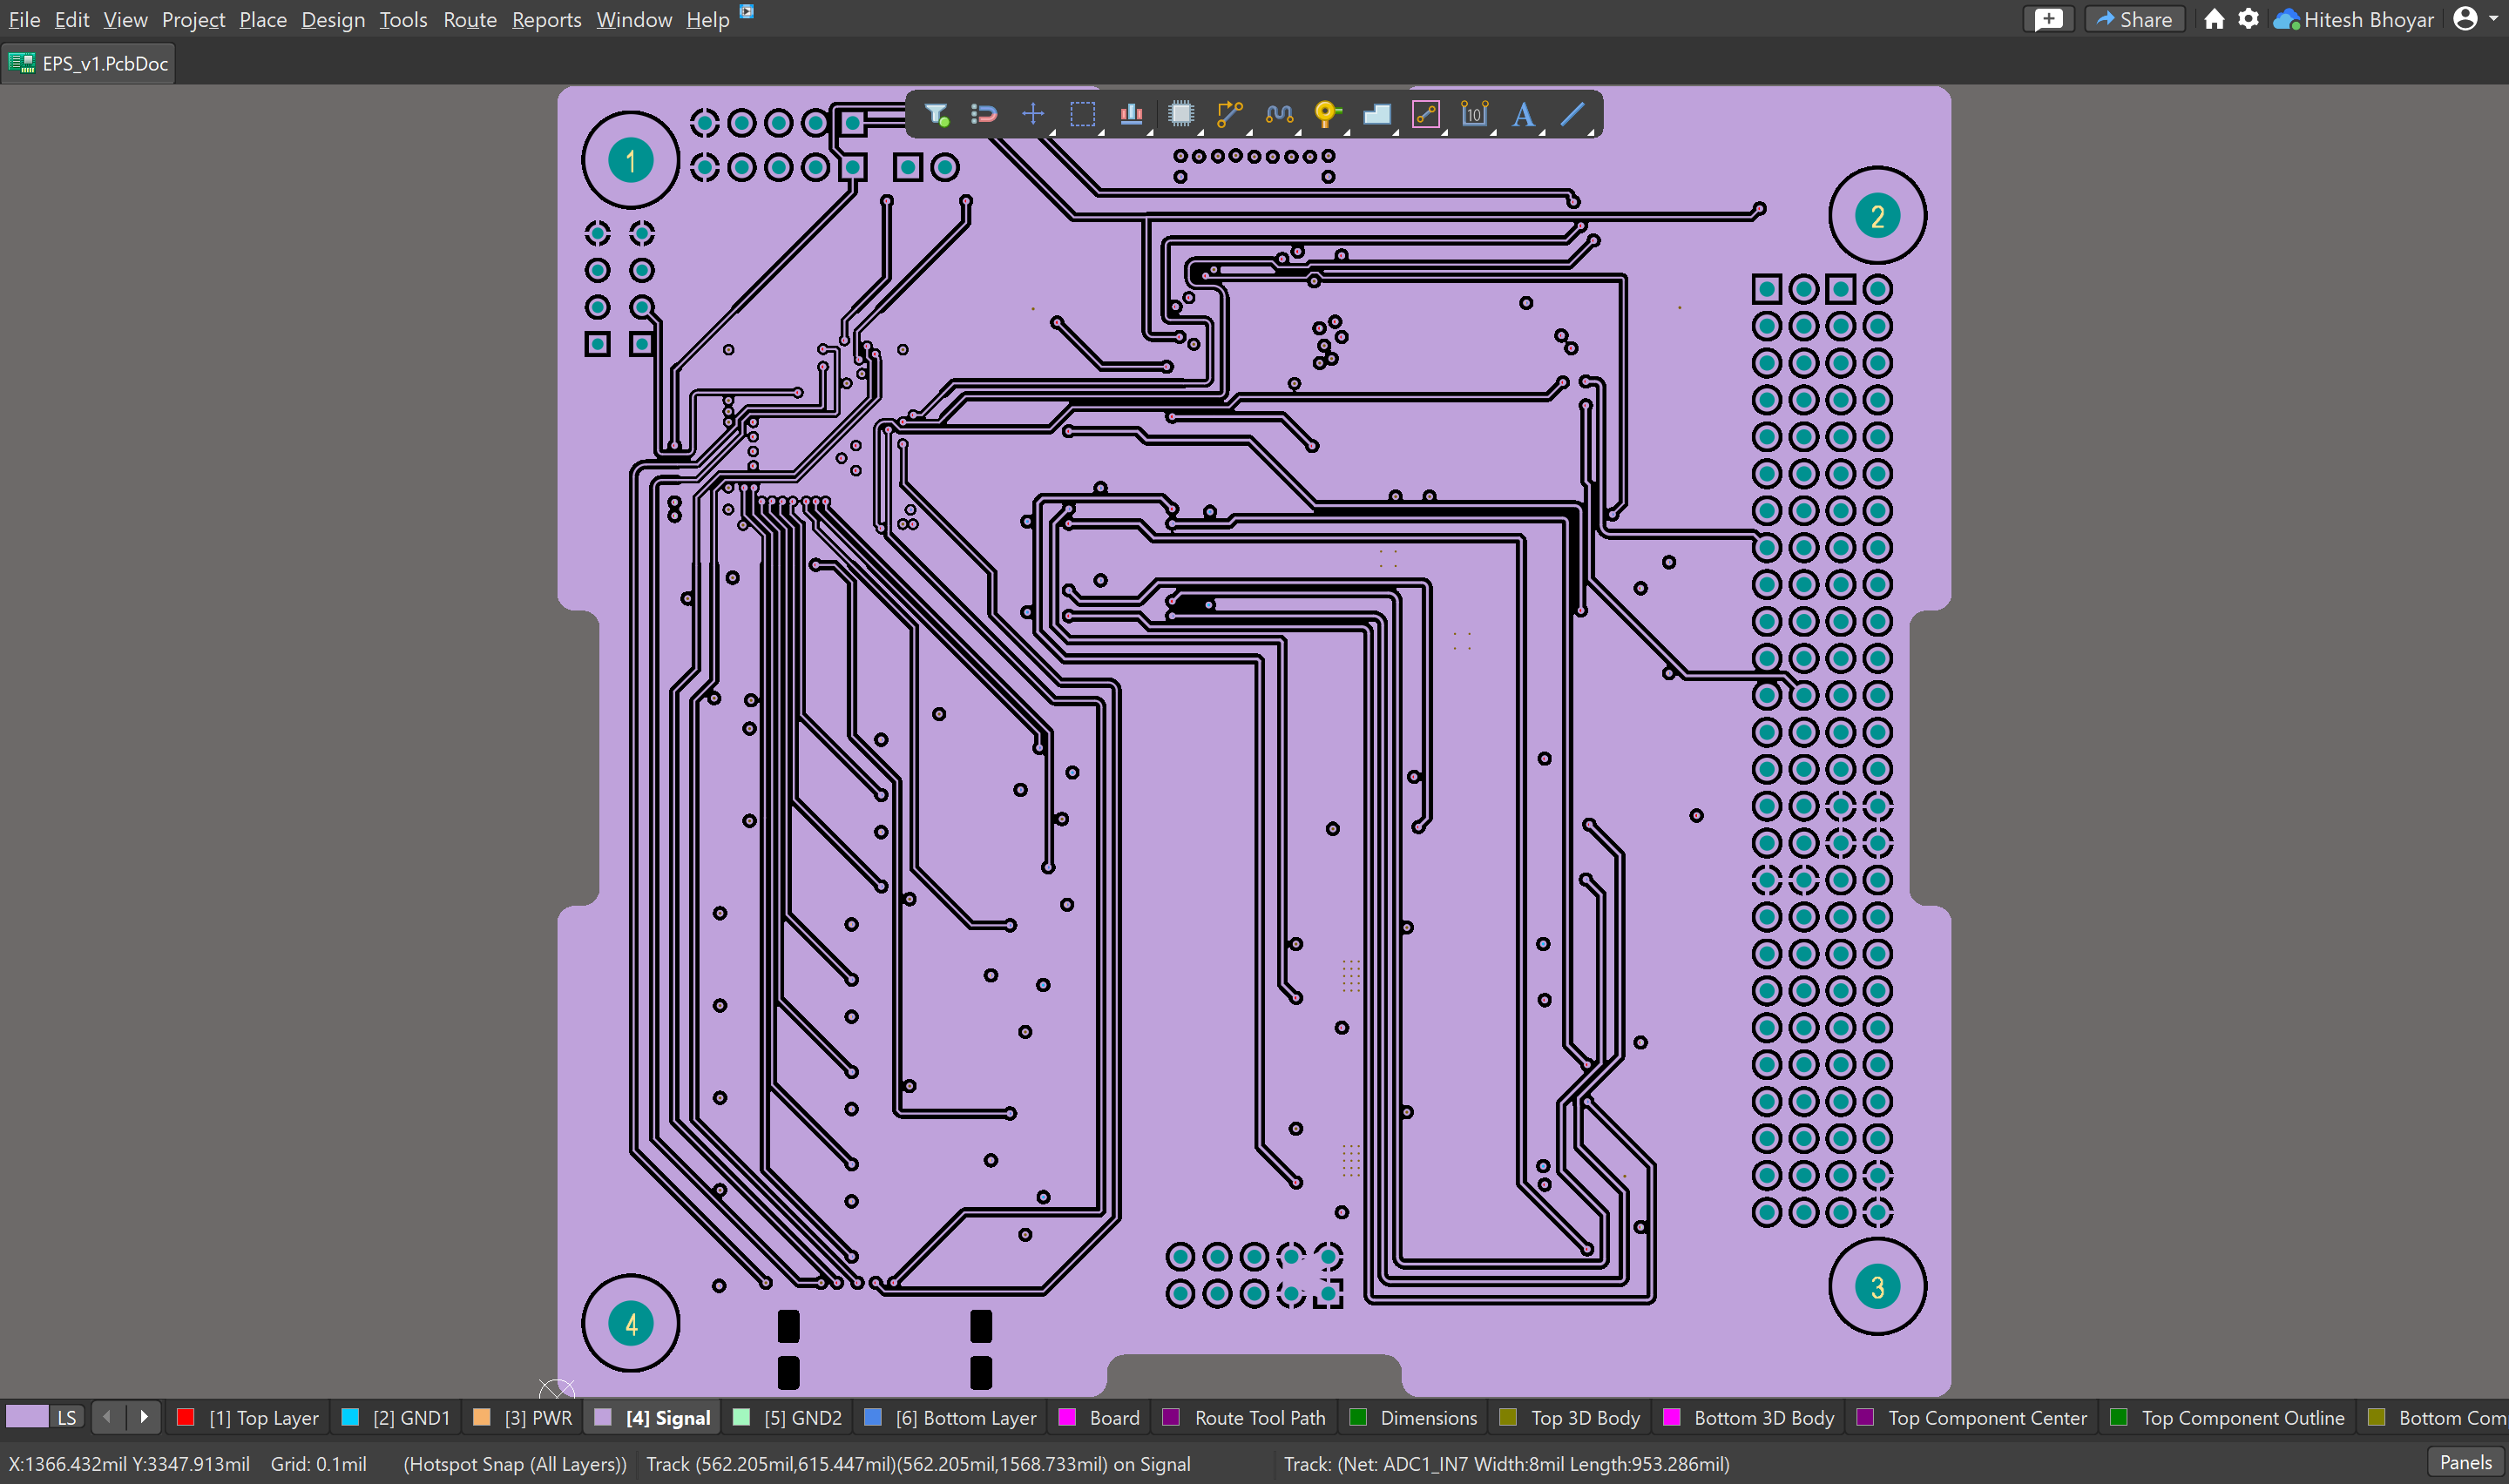 File Edit View Project Place Design Tools Route Reports Window Help Share Hitesh Bhoyar
EPS_v1.PcbDoc
10 A
1
2
3
4
LS [1] Top Layer [2] GND1 [3] PWR [4] Signal [5] GND2 [6] Bottom Layer Board Route Tool Path Dimensions Top 3D Body Bottom 3D Body Top Component Center Top Component Outline Bottom Com
X:1366.432mil Y:3347.913mil Grid: 0.1mil (Hotspot Snap (All Layers)) Track (562.205mil,615.447mil)(562.205mil,1568.733mil) on Signal Track: (Net: ADC1_IN7 Width:8mil Length:953.286mil) Panels